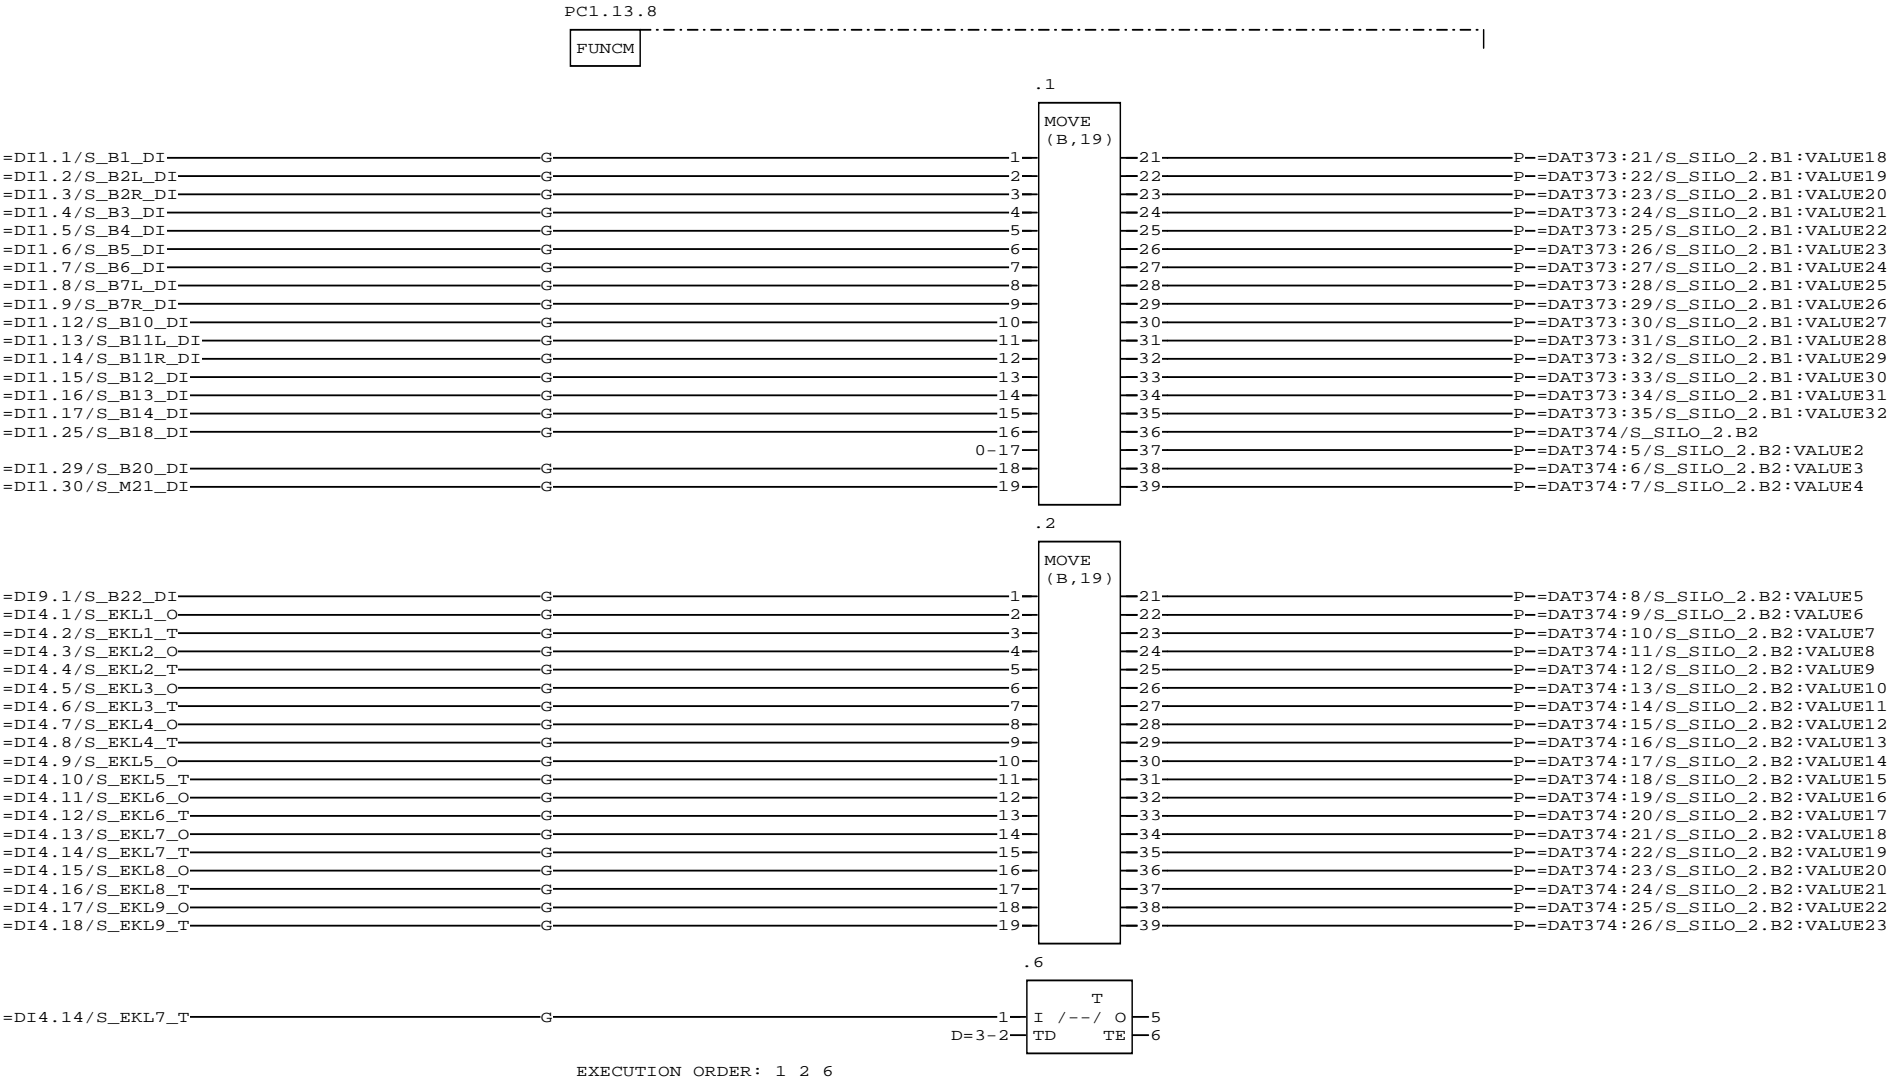 PC1.13.8
FUNCM
.1
MOVE
(B,19)
=DI1.1/S_B1_DI G 1 21 P-=DAT373:21/S_SILO_2.B1:VALUE18
=DI1.2/S_B2L_DI G 2 22 P-=DAT373:22/S_SILO_2.B1:VALUE19
=DI1.3/S_B2R_DI G 3 23 P-=DAT373:23/S_SILO_2.B1:VALUE20
=DI1.4/S_B3_DI G 4 24 P-=DAT373:24/S_SILO_2.B1:VALUE21
=DI1.5/S_B4_DI G 5 25 P-=DAT373:25/S_SILO_2.B1:VALUE22
=DI1.6/S_B5_DI G 6 26 P-=DAT373:26/S_SILO_2.B1:VALUE23
=DI1.7/S_B6_DI G 7 27 P-=DAT373:27/S_SILO_2.B1:VALUE24
=DI1.8/S_B7L_DI G 8 28 P-=DAT373:28/S_SILO_2.B1:VALUE25
=DI1.9/S_B7R_DI G 9 29 P-=DAT373:29/S_SILO_2.B1:VALUE26
=DI1.12/S_B10_DI G 10 30 P-=DAT373:30/S_SILO_2.B1:VALUE27
=DI1.13/S_B11L_DI G 11 31 P-=DAT373:31/S_SILO_2.B1:VALUE28
=DI1.14/S_B11R_DI G 12 32 P-=DAT373:32/S_SILO_2.B1:VALUE29
=DI1.15/S_B12_DI G 13 33 P-=DAT373:33/S_SILO_2.B1:VALUE30
=DI1.16/S_B13_DI G 14 34 P-=DAT373:34/S_SILO_2.B1:VALUE31
=DI1.17/S_B14_DI G 15 35 P-=DAT373:35/S_SILO_2.B1:VALUE32
=DI1.25/S_B18_DI G 16 36 P-=DAT374/S_SILO_2.B2
0-17 37 P-=DAT374:5/S_SILO_2.B2:VALUE2
=DI1.29/S_B20_DI G 18 38 P-=DAT374:6/S_SILO_2.B2:VALUE3
=DI1.30/S_M21_DI G 19 39 P-=DAT374:7/S_SILO_2.B2:VALUE4
.2
MOVE
(B,19)
=DI9.1/S_B22_DI G 1 21 P-=DAT374:8/S_SILO_2.B2:VALUE5
=DI4.1/S_EKL1_O G 2 22 P-=DAT374:9/S_SILO_2.B2:VALUE6
=DI4.2/S_EKL1_T G 3 23 P-=DAT374:10/S_SILO_2.B2:VALUE7
=DI4.3/S_EKL2_O G 4 24 P-=DAT374:11/S_SILO_2.B2:VALUE8
=DI4.4/S_EKL2_T G 5 25 P-=DAT374:12/S_SILO_2.B2:VALUE9
=DI4.5/S_EKL3_O G 6 26 P-=DAT374:13/S_SILO_2.B2:VALUE10
=DI4.6/S_EKL3_T G 7 27 P-=DAT374:14/S_SILO_2.B2:VALUE11
=DI4.7/S_EKL4_O G 8 28 P-=DAT374:15/S_SILO_2.B2:VALUE12
=DI4.8/S_EKL4_T G 9 29 P-=DAT374:16/S_SILO_2.B2:VALUE13
=DI4.9/S_EKL5_O G 10 30 P-=DAT374:17/S_SILO_2.B2:VALUE14
=DI4.10/S_EKL5_T G 11 31 P-=DAT374:18/S_SILO_2.B2:VALUE15
=DI4.11/S_EKL6_O G 12 32 P-=DAT374:19/S_SILO_2.B2:VALUE16
=DI4.12/S_EKL6_T G 13 33 P-=DAT374:20/S_SILO_2.B2:VALUE17
=DI4.13/S_EKL7_O G 14 34 P-=DAT374:21/S_SILO_2.B2:VALUE18
=DI4.14/S_EKL7_T G 15 35 P-=DAT374:22/S_SILO_2.B2:VALUE19
=DI4.15/S_EKL8_O G 16 36 P-=DAT374:23/S_SILO_2.B2:VALUE20
=DI4.16/S_EKL8_T G 17 37 P-=DAT374:24/S_SILO_2.B2:VALUE21
=DI4.17/S_EKL9_O G 18 38 P-=DAT374:25/S_SILO_2.B2:VALUE22
=DI4.18/S_EKL9_T G 19 39 P-=DAT374:26/S_SILO_2.B2:VALUE23
.6
T
=DI4.14/S_EKL7_T G 1 I /--/ O 5
D=3-2 TD TE 6
EXECUTION ORDER: 1 2 6